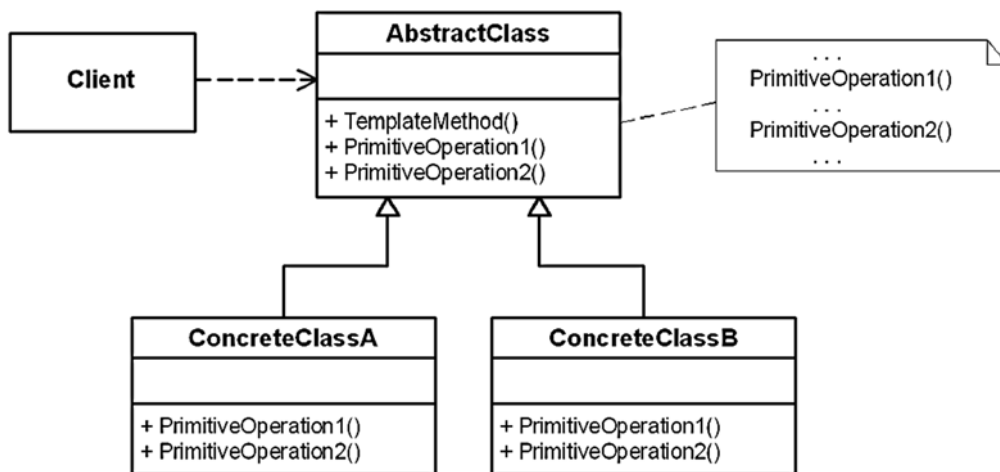 Client
AbstractClass
+ TemplateMethod()
+ PrimitiveOperation1()
+ PrimitiveOperation2()
. . .
PrimitiveOperation1()
. . .
PrimitiveOperation2()
. . .
ConcreteClassA
+ PrimitiveOperation1()
+ PrimitiveOperation2()
ConcreteClassB
+ PrimitiveOperation1()
+ PrimitiveOperation2()